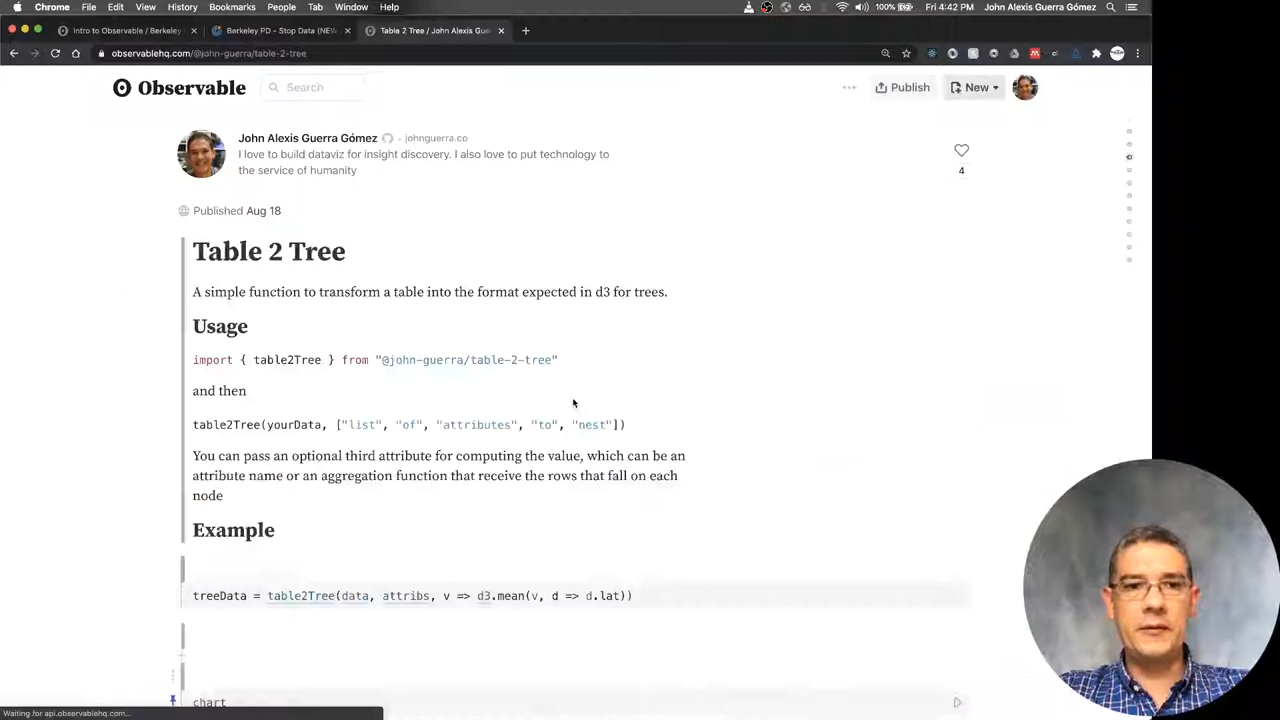 Chrome File Edit View History Bookmarks People Tab Window Help
100% Fri 4:42 PM John Alexis Guerra Gómez
Intro to Observable / Berkeley
Berkeley PD - Stop Data (NEW
Table 2 Tree / John Alexis Gue
observablehq.com/@john-guerra/table-2-tree
Observable
Search
Publish
New
John Alexis Guerra Gómez - johnguerra.co
I love to build dataviz for insight discovery. I also love to put technology to
the service of humanity
4
Published Aug 18
Table 2 Tree
A simple function to transform a table into the format expected in d3 for trees.
Usage
import { table2Tree } from "@john-guerra/table-2-tree"
and then
table2Tree(yourData, ["list", "of", "attributes", "to", "nest"])
You can pass an optional third attribute for computing the value, which can be an
attribute name or an aggregation function that receive the rows that fall on each
node
Example
treeData = table2Tree(data, attribs, v => d3.mean(v, d => d.lat))
chart
Waiting for api.observablehq.com...